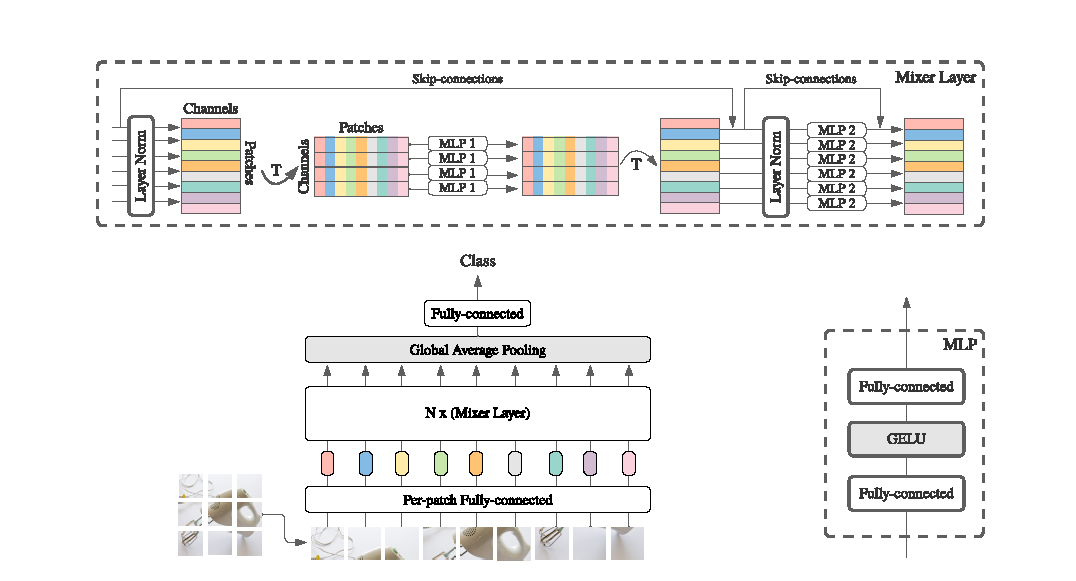 Skip-connections
Skip-connections
Mixer Layer
Channels
Layer Norm
Patches
T
Patches
Channels
MLP 1
MLP 1
MLP 1
MLP 1
T
Layer Norm
MLP 2
MLP 2
MLP 2
MLP 2
MLP 2
MLP 2
Class
Fully-connected
Global Average Pooling
N x (Mixer Layer)
Per-patch Fully-connected
MLP
Fully-connected
GELU
Fully-connected